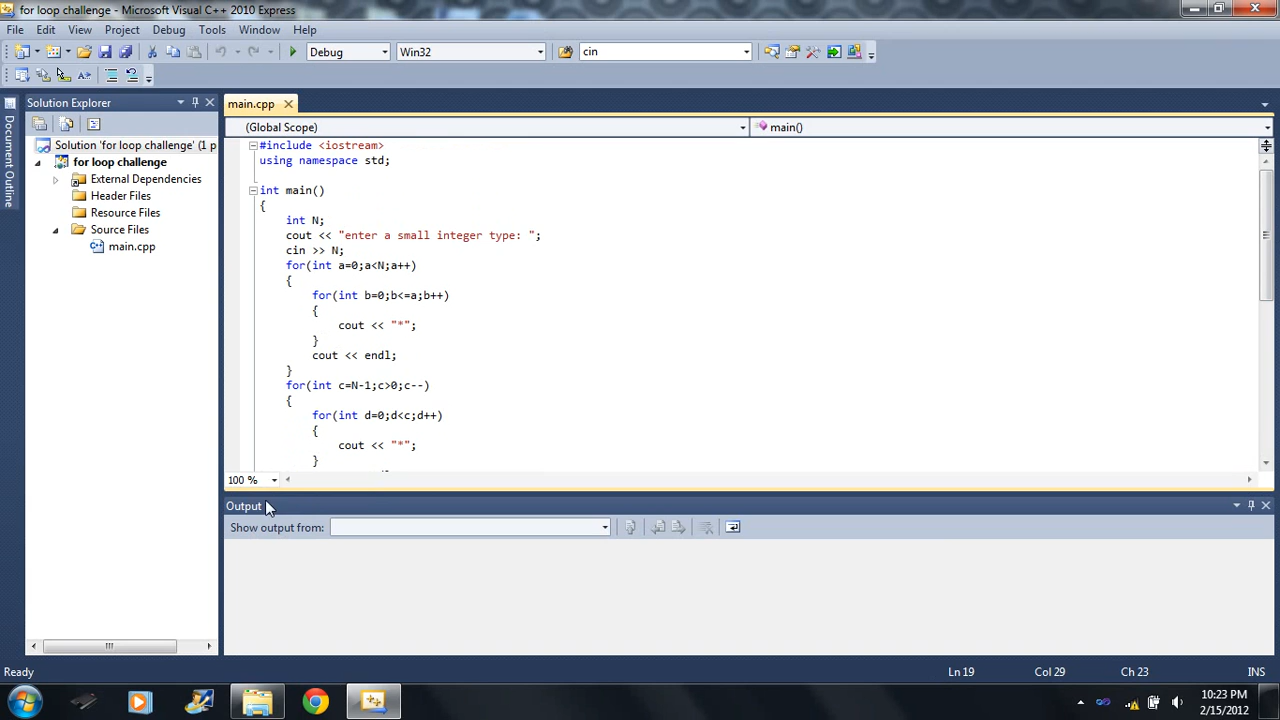 for loop challenge - Microsoft Visual C++ 2010 Express
File Edit View Project Debug Tools Window Help
Debug Win32 cin
Document Outline
Solution Explorer
Solution 'for loop challenge' (1 p
for loop challenge
External Dependencies
Header Files
Resource Files
Source Files
main.cpp
main.cpp
(Global Scope) main()
#include <iostream>
using namespace std;
int main()
{
int N;
cout << "enter a small integer type: ";
cin >> N;
for(int a=0;a<N;a++)
{
for(int b=0;b<=a;b++)
{
cout << "*";
}
cout << endl;
}
for(int c=N-1;c>0;c--)
{
for(int d=0;d<c;d++)
{
cout << "*";
}
100 %
Output
Show output from:
Ready Ln 19 Col 29 Ch 23 INS
10:23 PM
2/15/2012